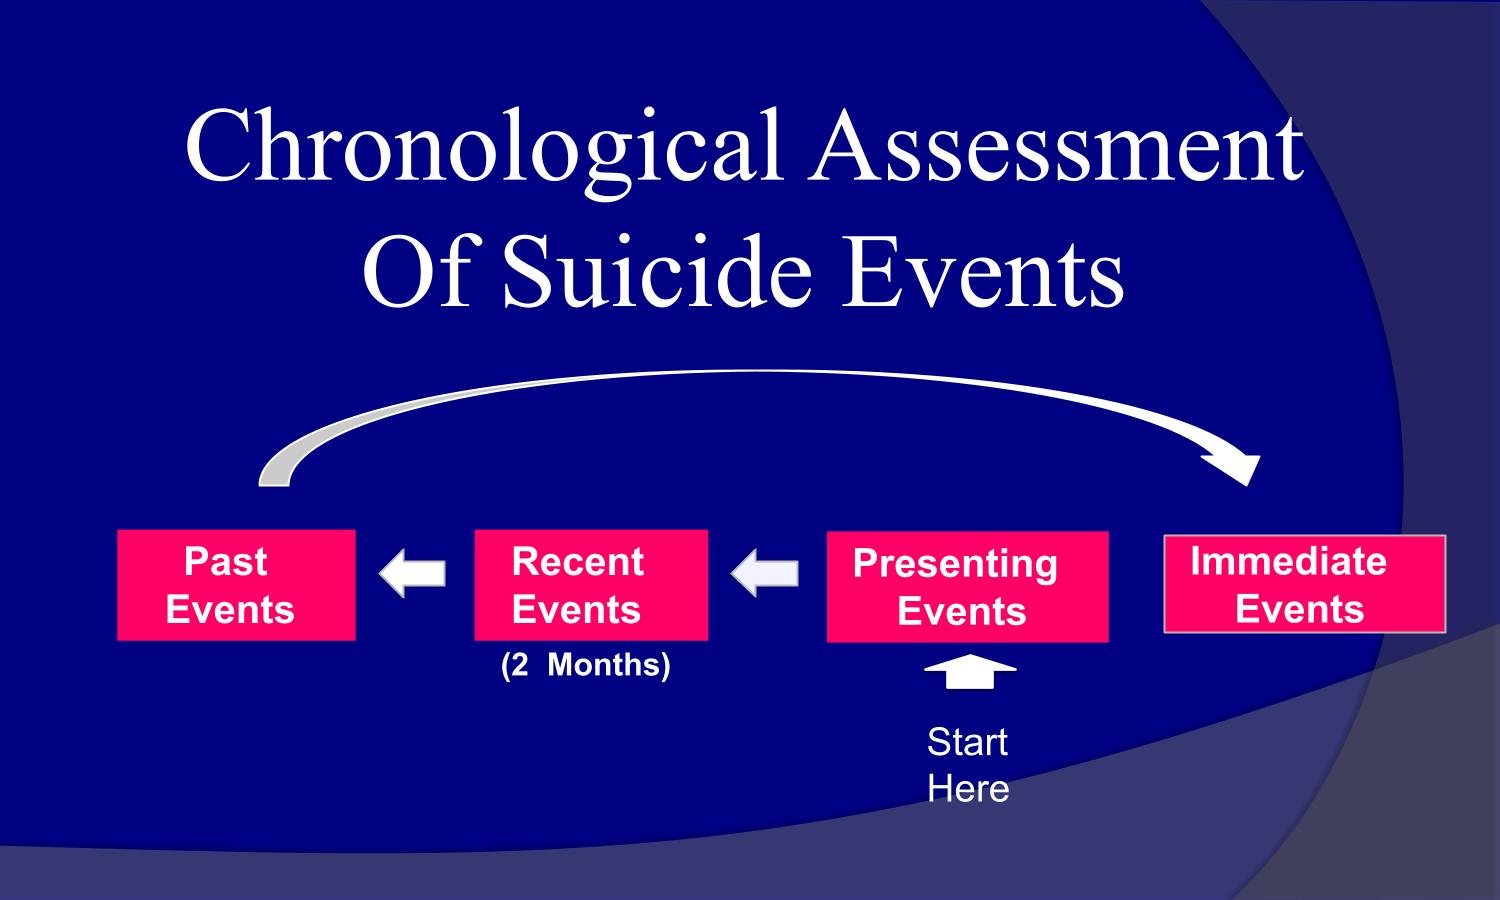 Chronological Assessment
Of Suicide Events
Past
Events
Recent
Events
(2 Months)
Presenting
Events
Immediate
Events
Start
Here